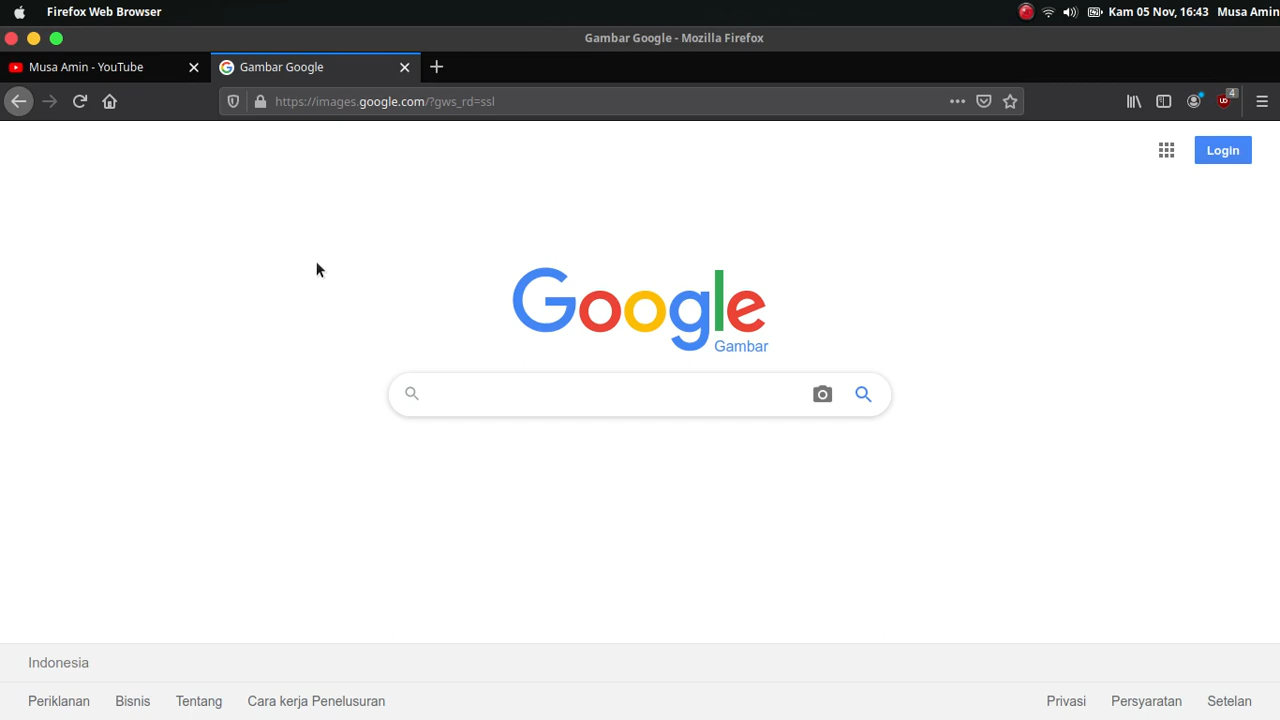 Firefox Web Browser
Kam 05 Nov, 16:43
Musa Amin
Gambar Google - Mozilla Firefox
Musa Amin - YouTube
Gambar Google
https://images.google.com/?gws_rd=ssl
4
Login
Google
Gambar
Indonesia
Periklanan
Bisnis
Tentang
Cara kerja Penelusuran
Privasi
Persyaratan
Setelan